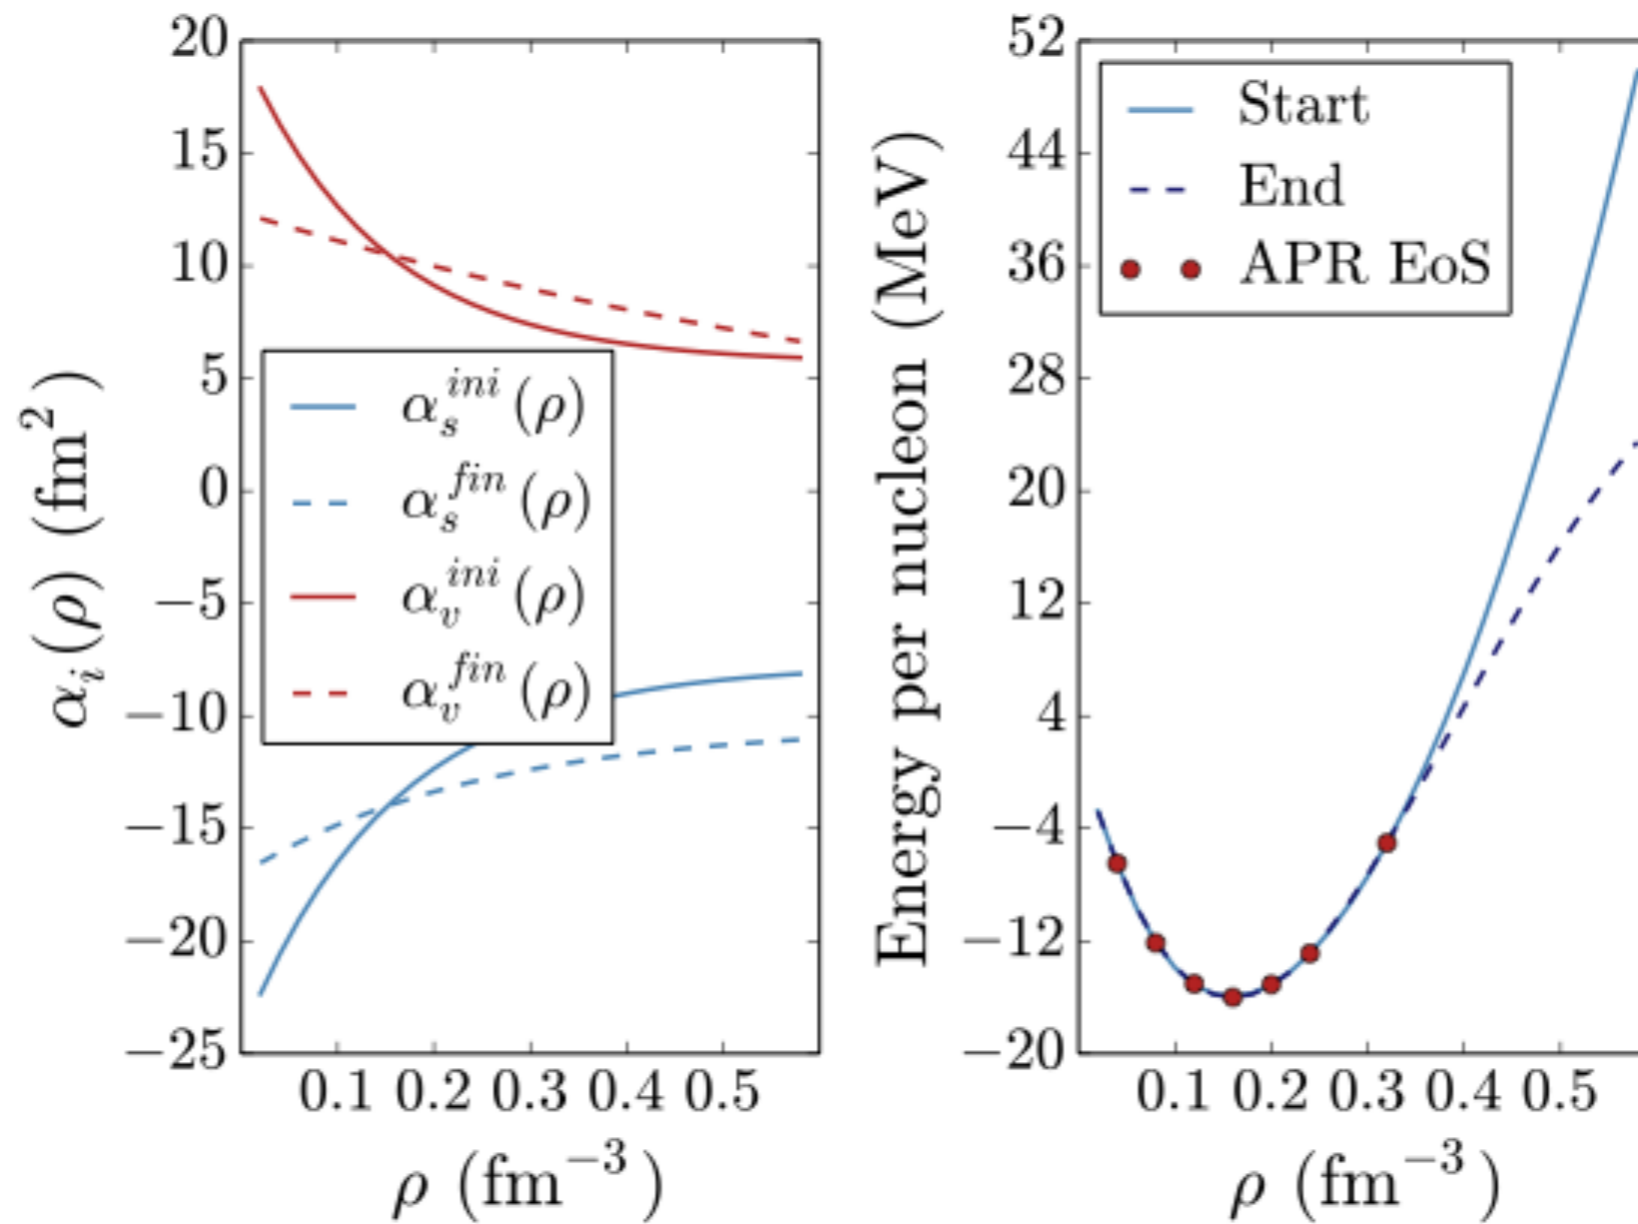 20
15
10
5
0
−5
−10
−15
−20
−25
α_i(ρ) (fm²)
α_s^{ini}(ρ)
α_s^{fin}(ρ)
α_v^{ini}(ρ)
α_v^{fin}(ρ)
0.1 0.2 0.3 0.4 0.5
ρ (fm⁻³)
52
44
36
28
20
12
4
−4
−12
−20
Energy per nucleon (MeV)
Start
End
APR EoS
0.1 0.2 0.3 0.4 0.5
ρ (fm⁻³)